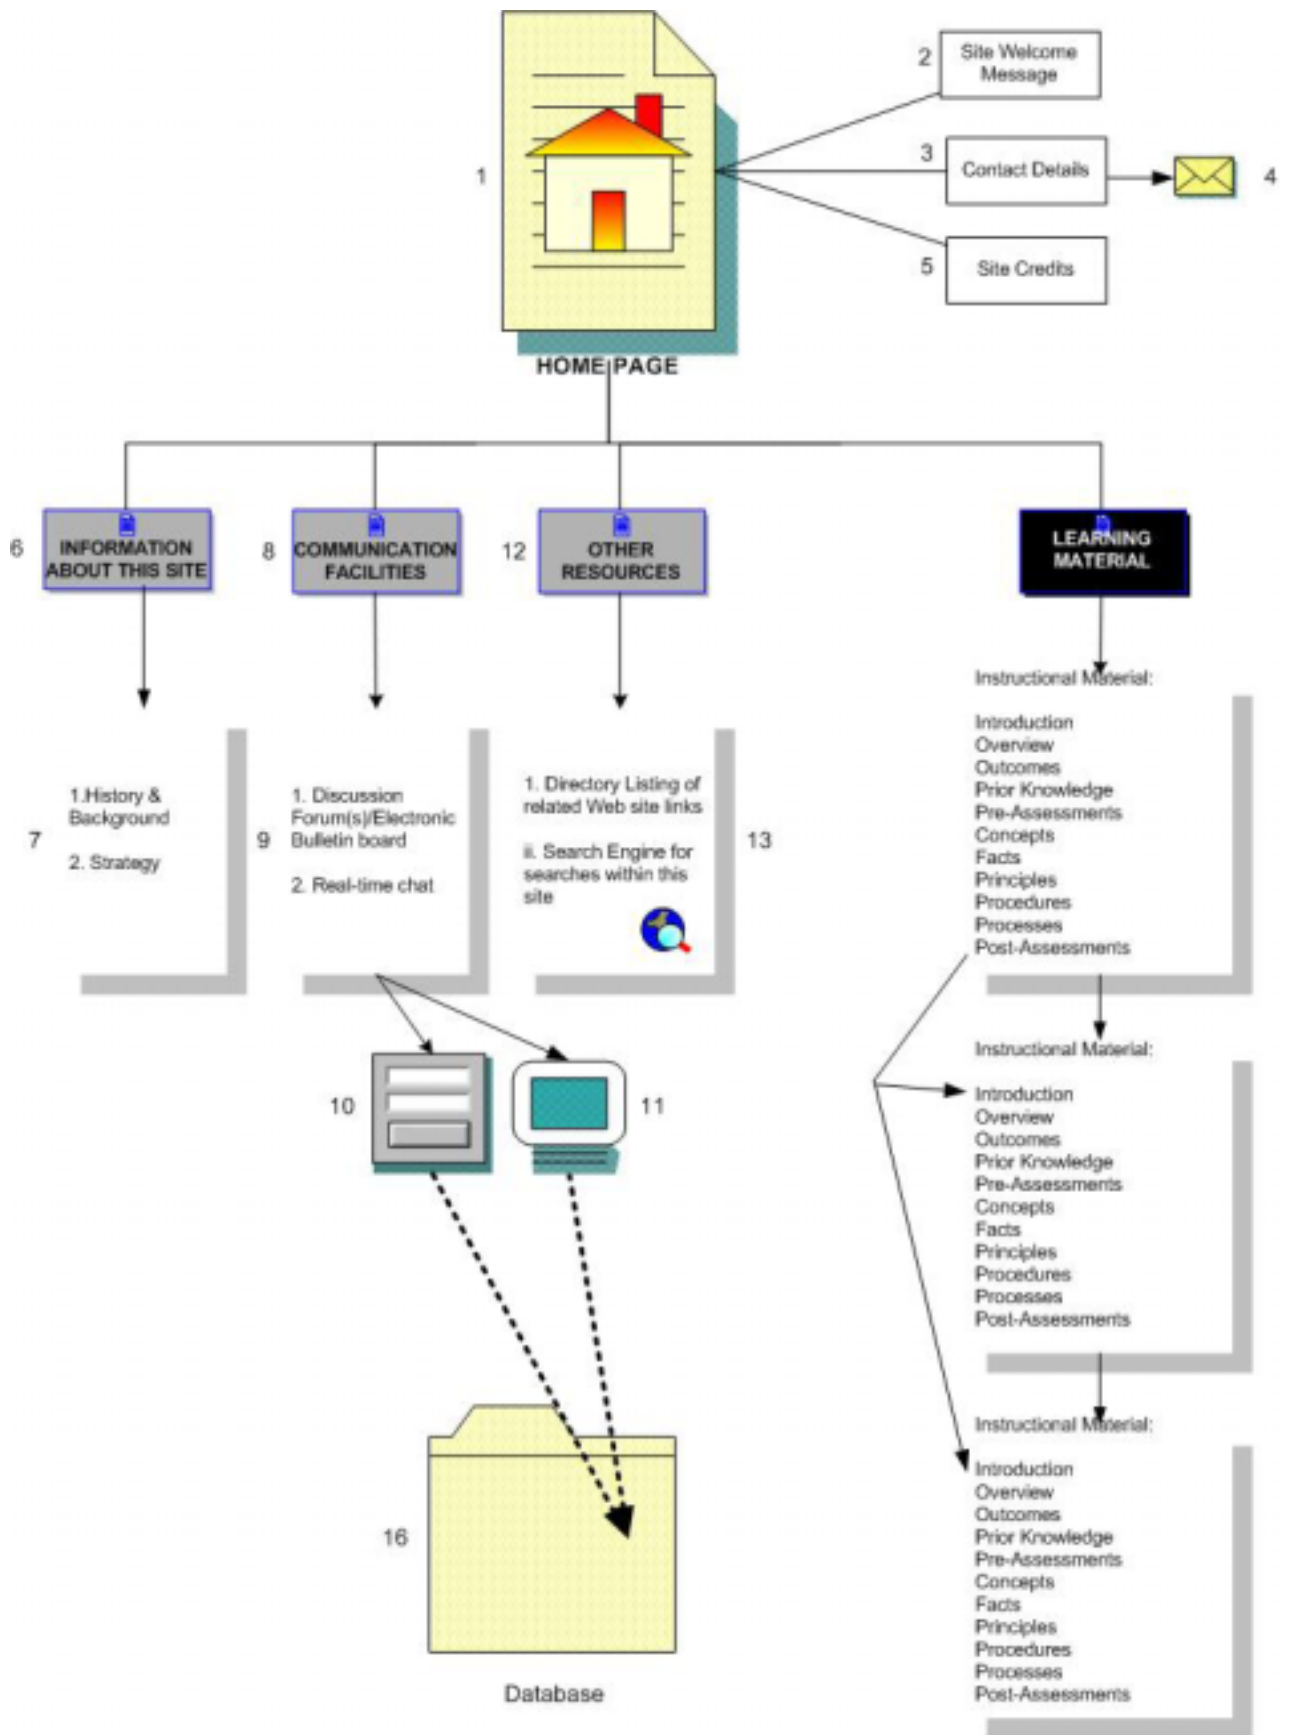 1
2
Site Welcome
Message
3
Contact Details
4
5
Site Credits
HOME PAGE
6
INFORMATION
ABOUT THIS SITE
8
COMMUNICATION
FACILITIES
12
OTHER
RESOURCES
LEARNING
MATERIAL
7
1.History &
Background
2. Strategy
9
1. Discussion
Forum(s)/Electronic
Bulletin board
2. Real-time chat
1. Directory Listing of
related Web site links
ii. Search Engine for
searches within this
site
13
Instructional Material:
Introduction
Overview
Outcomes
Prior Knowledge
Pre-Assessments
Concepts
Facts
Principles
Procedures
Processes
Post-Assessments
10
11
Instructional Material:
Introduction
Overview
Outcomes
Prior Knowledge
Pre-Assessments
Concepts
Facts
Principles
Procedures
Processes
Post-Assessments
16
Database
Instructional Material:
Introduction
Overview
Outcomes
Prior Knowledge
Pre-Assessments
Concepts
Facts
Principles
Procedures
Processes
Post-Assessments